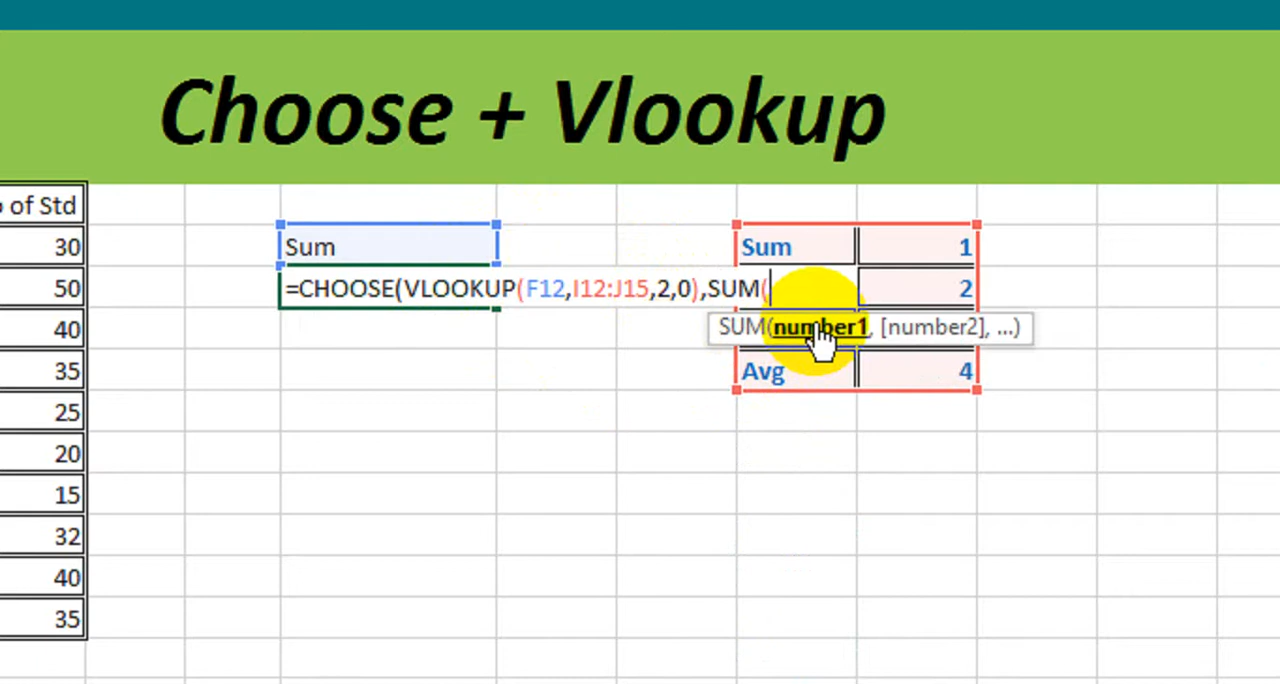 Choose + Vlookup
of Std
30 Sum Sum 1
50 =CHOOSE(VLOOKUP(F12,I12:J15,2,0),SUM( 2
40 SUM(number1, [number2], ...)
35 Avg 4
25
20
15
32
40
35